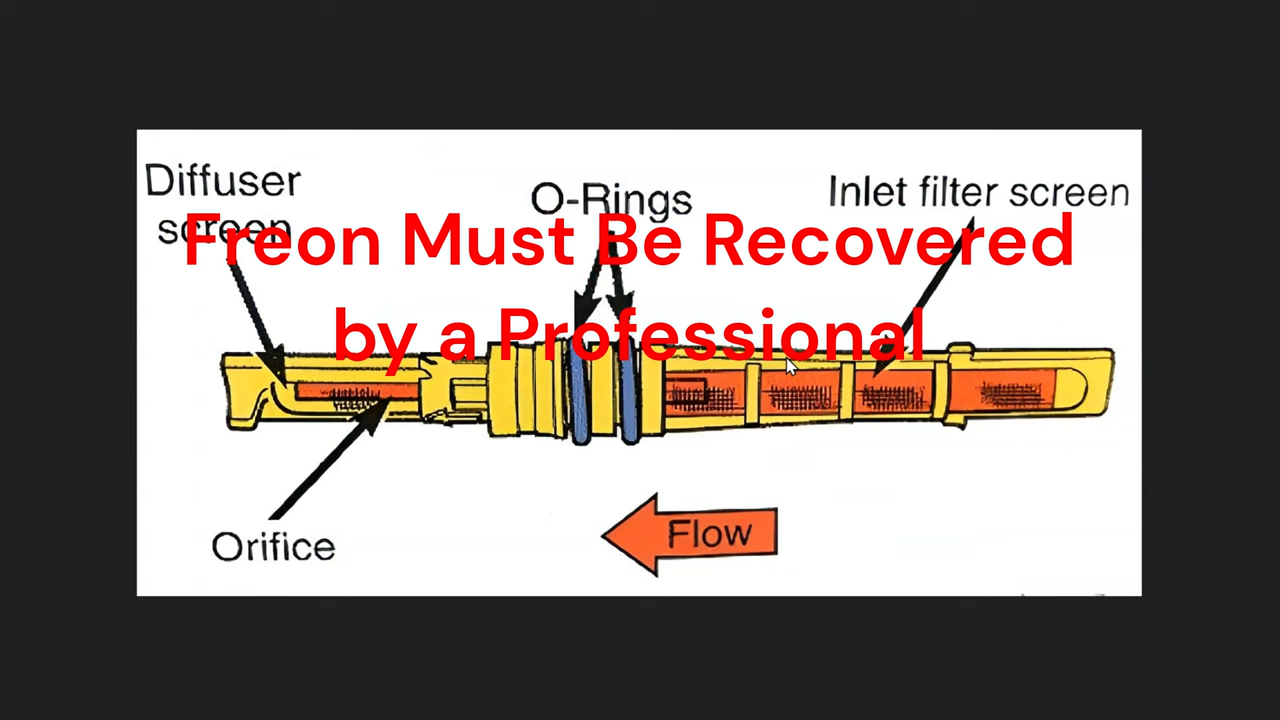 Diffuser
screen
O-Rings
Inlet filter screen
Freon Must Be Recovered
by a Professional
Flow
Orifice